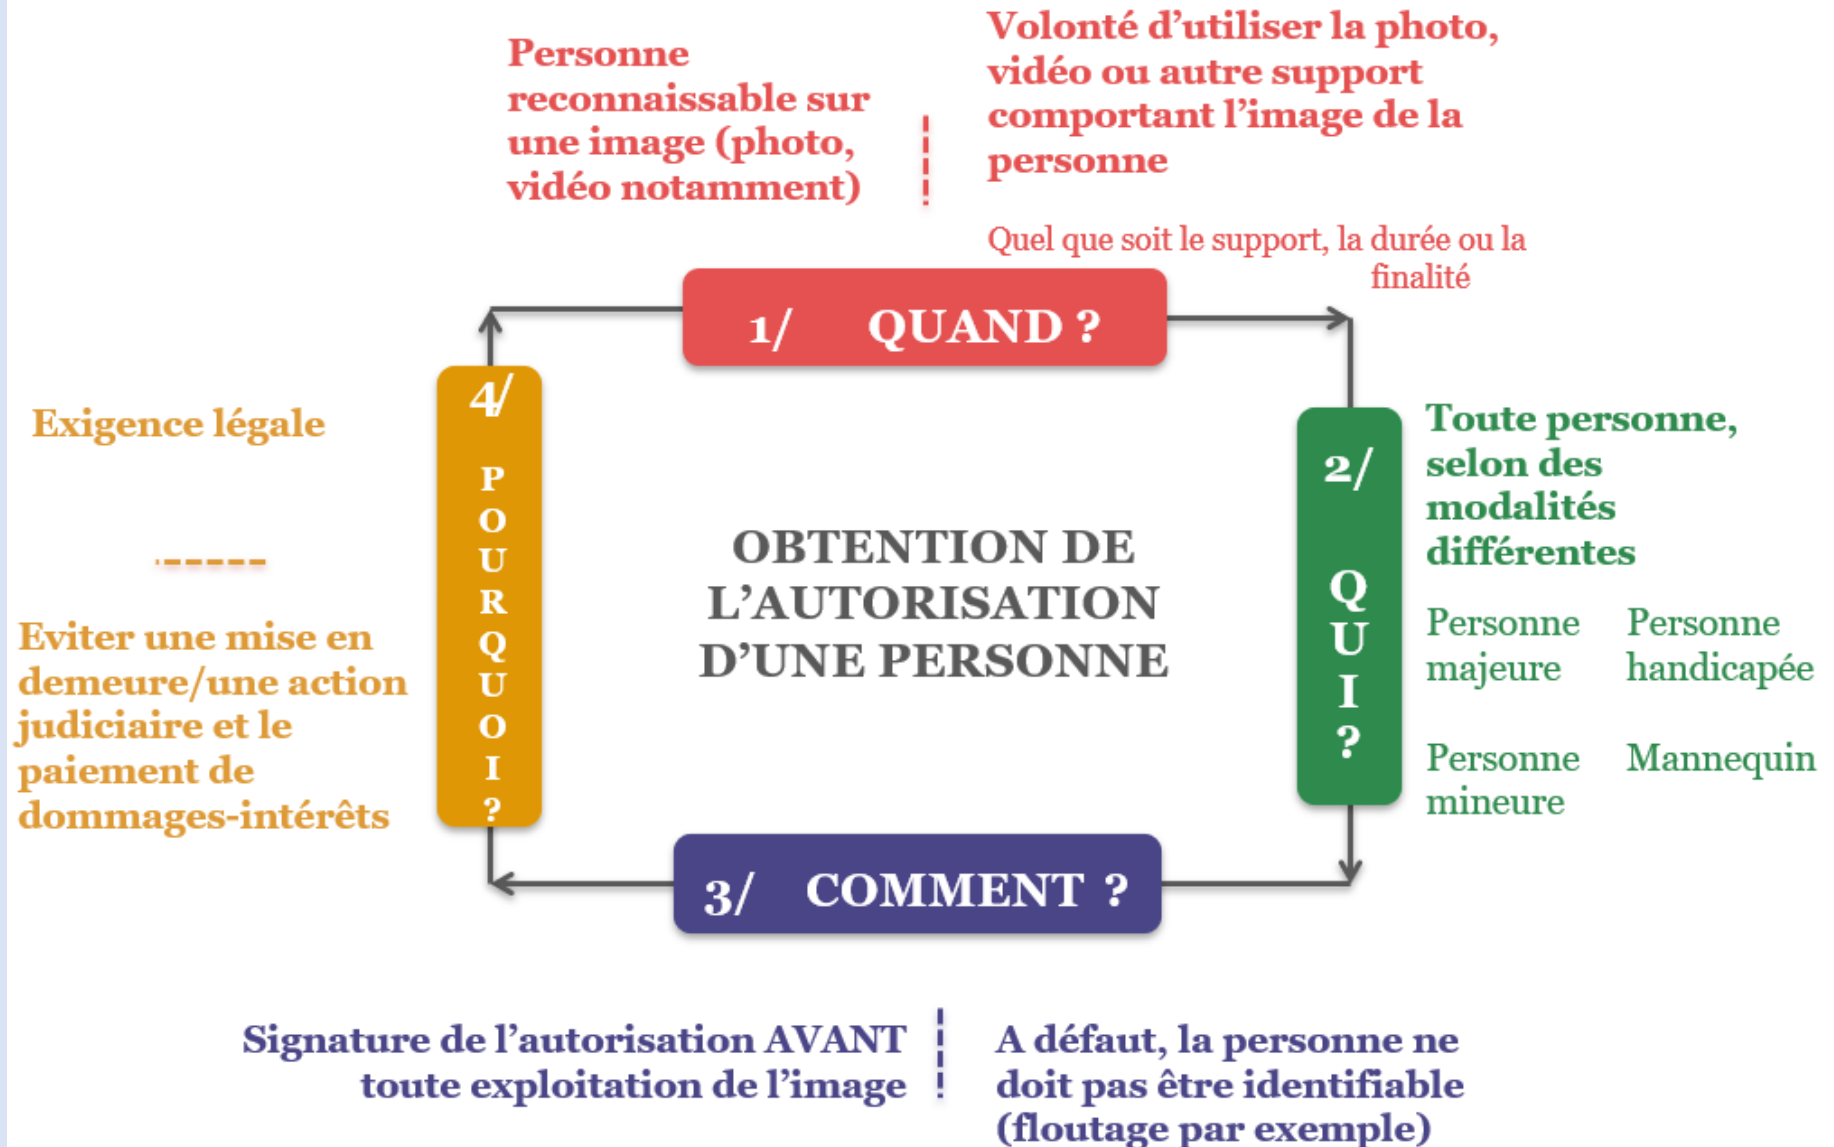 Personne
reconnaissable sur
une image (photo,
vidéo notamment)
Volonté d’utiliser la photo,
vidéo ou autre support
comportant l’image de la
personne
Quel que soit le support, la durée ou la
finalité
1/ QUAND ?
2/
QUI?
Toute personne,
selon des
modalités
différentes
Personne
majeure
Personne
handicapée
Personne
mineure
Mannequin
OBTENTION DE
L’AUTORISATION
D’UNE PERSONNE
3/ COMMENT ?
Signature de l’autorisation AVANT
toute exploitation de l’image
A défaut, la personne ne
doit pas être identifiable
(floutage par exemple)
4/
POURQUOI?
Exigence légale
Eviter une mise en
demeure/une action
judiciaire et le
paiement de
dommages-intérêts